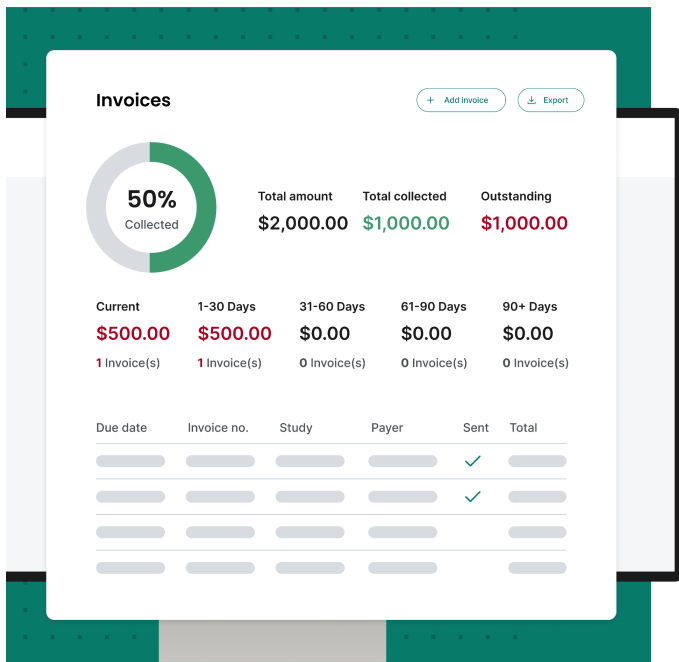 Invoices
+ Add invoice
Export
50%
Collected
Total amount Total collected Outstanding
$2,000.00 $1,000.00 $1,000.00
Current 1-30 Days 31-60 Days 61-90 Days 90+ Days
$500.00 $500.00 $0.00 $0.00 $0.00
1 Invoice(s) 1 Invoice(s) 0 Invoice(s) 0 Invoice(s) 0 Invoice(s)
Due date Invoice no. Study Payer Sent Total